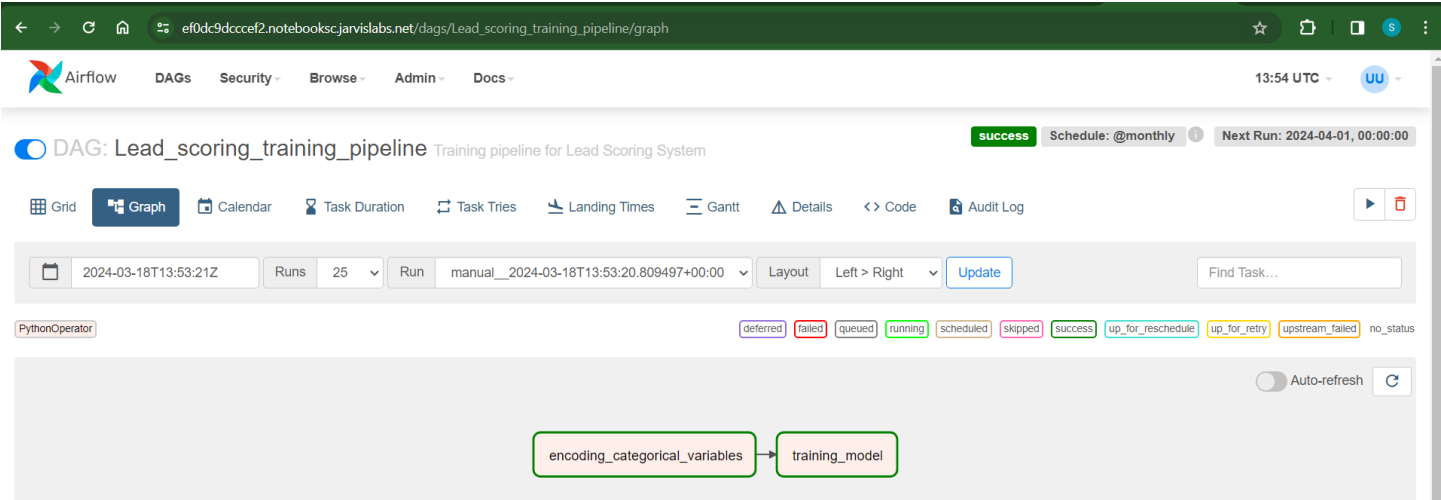 ef0dc9dcccef2.notebooksc.jarvislabs.net/dags/Lead_scoring_training_pipeline/graph S
Airflow DAGs Security Browse Admin Docs 13:54 UTC UU
DAG: Lead_scoring_training_pipeline Training pipeline for Lead Scoring System success Schedule: @monthly i Next Run: 2024-04-01, 00:00:00
Grid Graph Calendar Task Duration Task Tries Landing Times Gantt Details <> Code Audit Log
2024-03-18T13:53:21Z Runs 25 Run manual__2024-03-18T13:53:20.809497+00:00 Layout Left > Right Update Find Task...
PythonOperator deferred failed queued running scheduled skipped success up_for_reschedule up_for_retry upstream_failed no_status
Auto-refresh
encoding_categorical_variables training_model